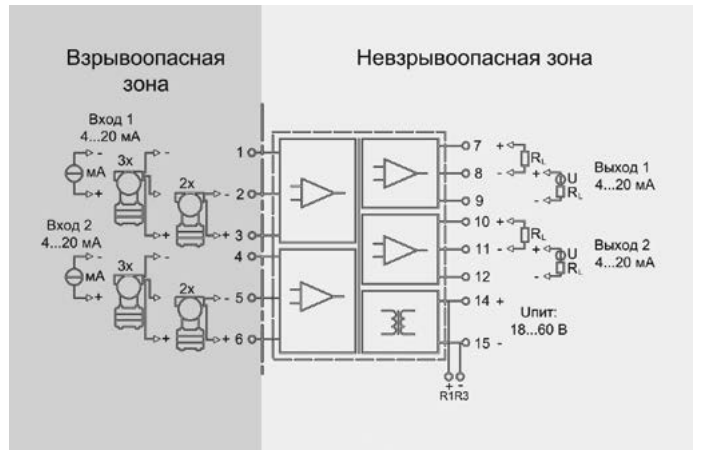 Взрывоопасная
зона
Невзрывоопасная зона
Вход 1
4...20 мА
-
3x
-
мА
+
2x
-
+
1
2
3
Вход 2
4...20 мА
-
3x
-
мА
+
2x
-
+
4
5
6
7 +
8 -
9
RL
+
-
U
RL
Выход 1
4...20 мА
10 +
11 -
12
RL
+
-
U
RL
Выход 2
4...20 мА
14 +
15 -
Uпит:
18...60 В
+ -
R1R3